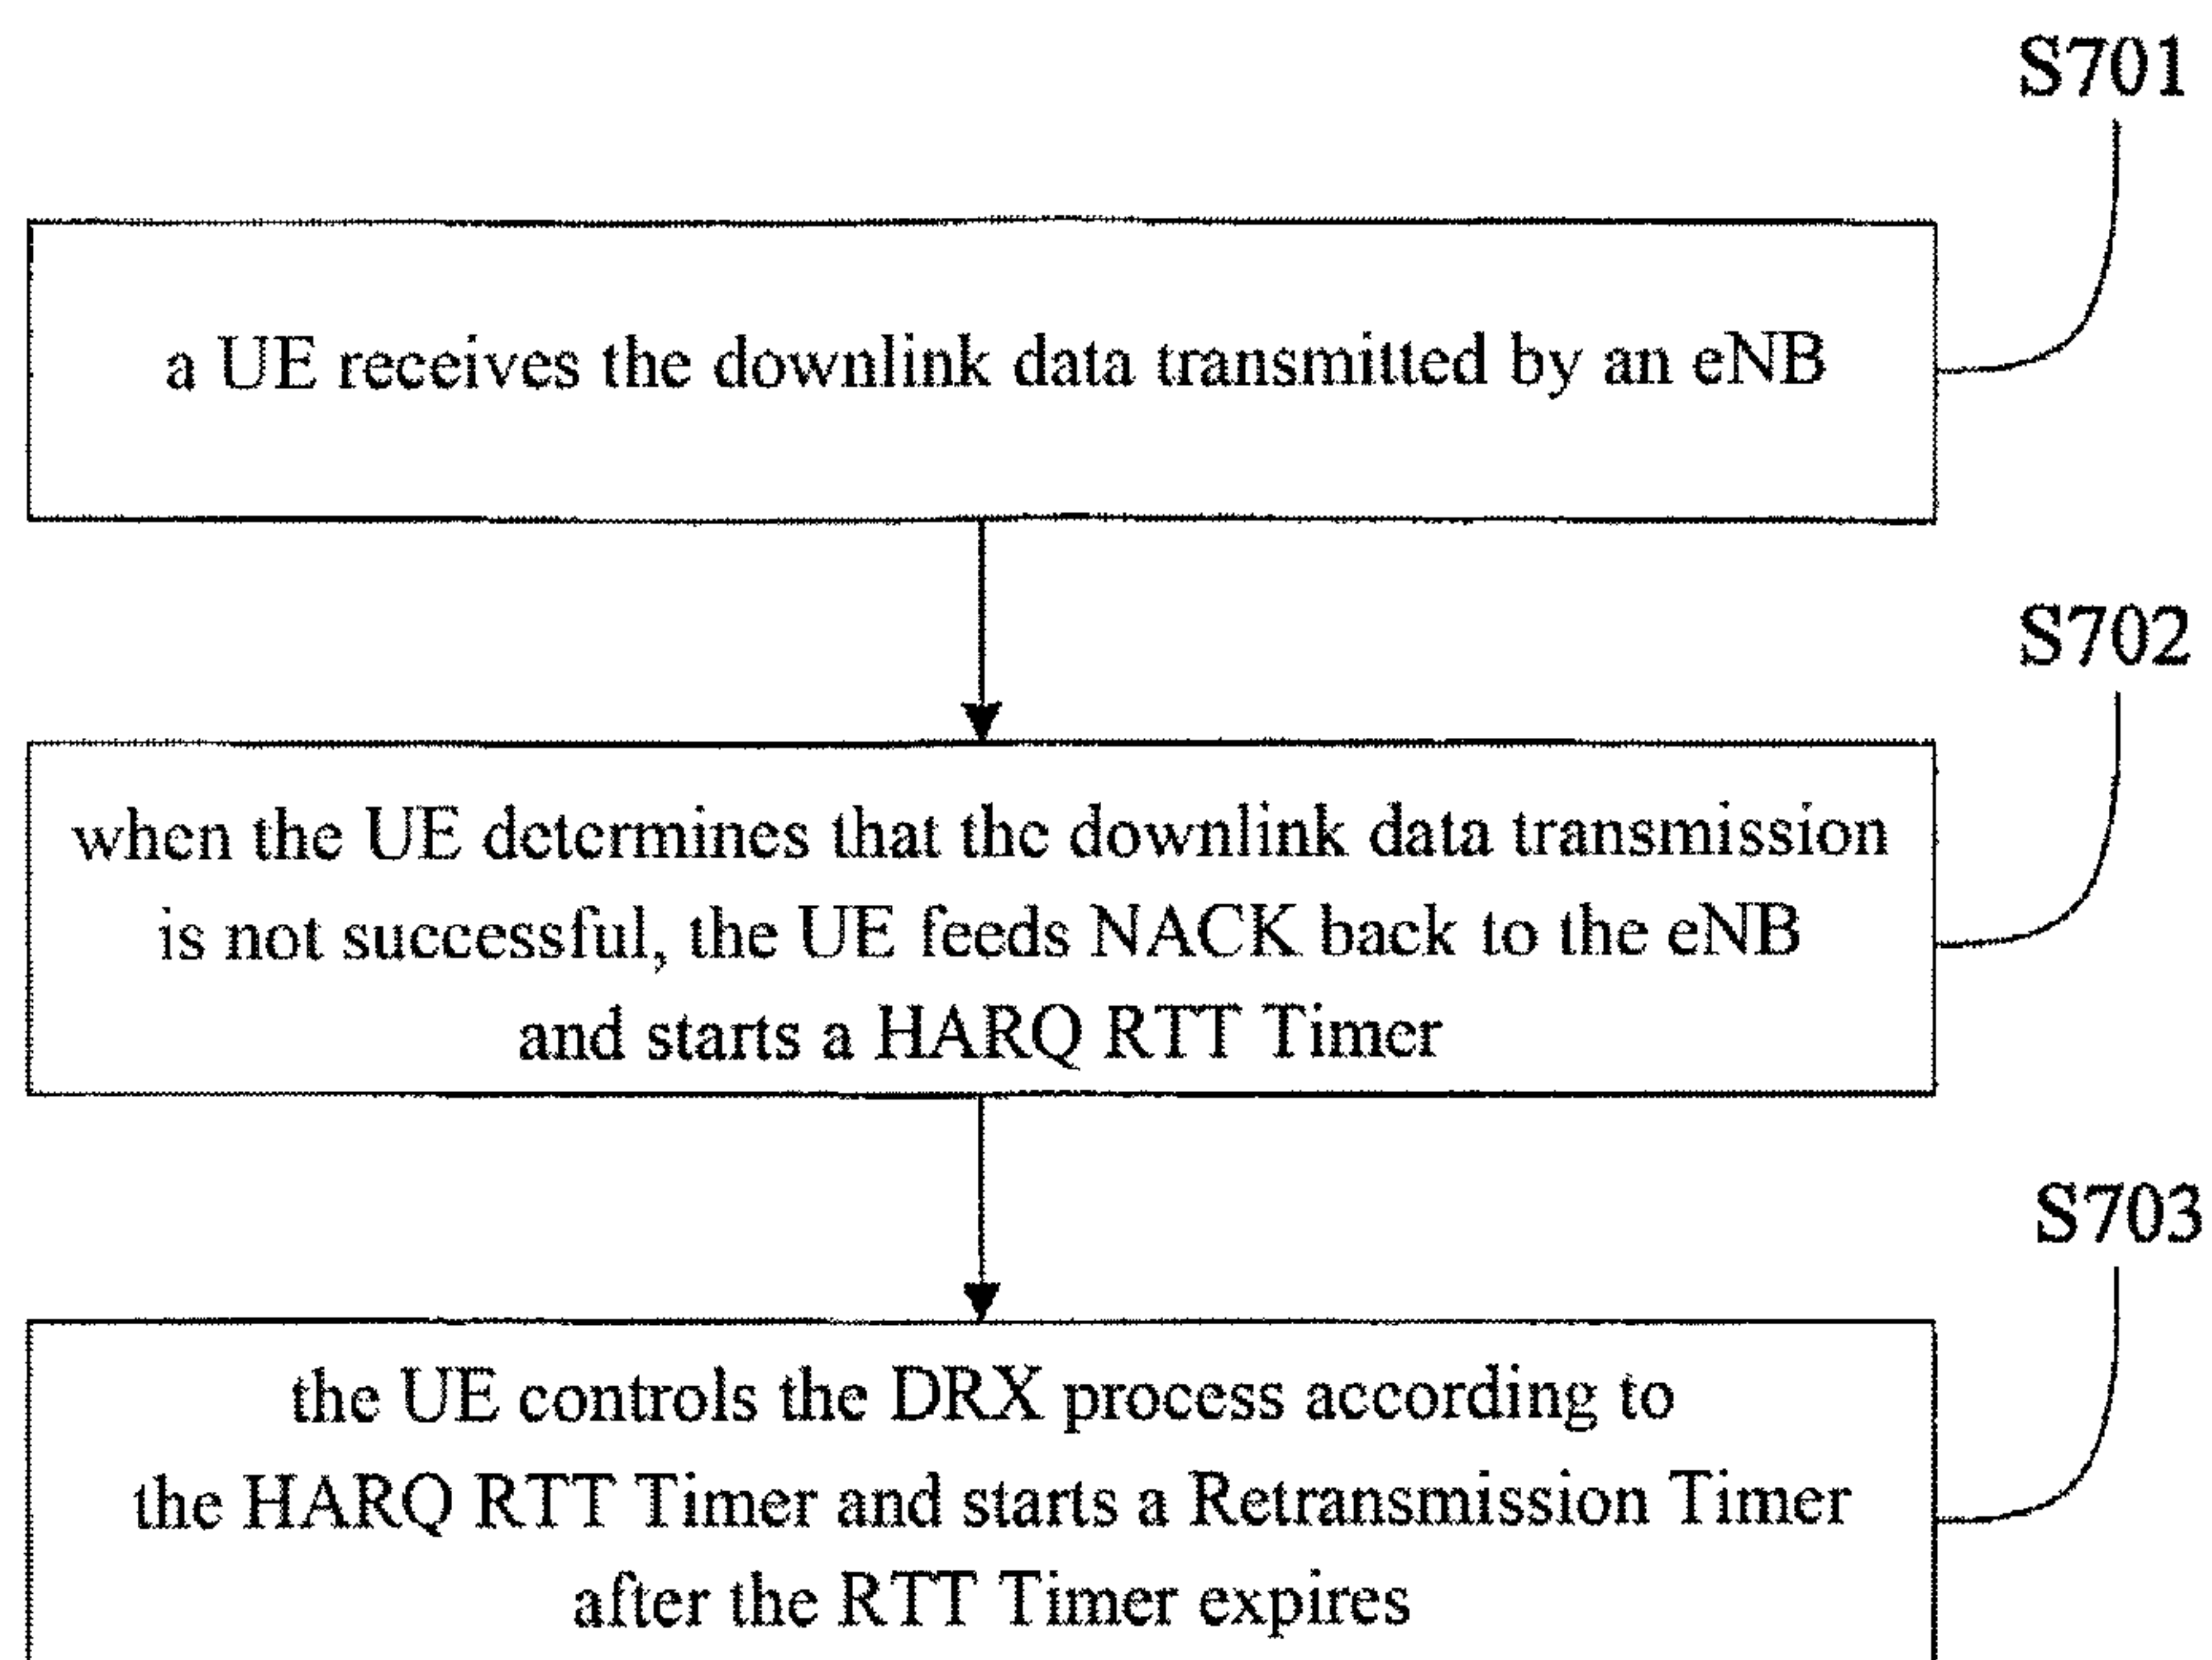 S701
a UE receives the downlink data transmitted by an eNB
S702
when the UE determines that the downlink data transmission
is not successful, the UE feeds NACK back to the eNB
and starts a HARQ RTT Timer
S703
the UE controls the DRX process according to
the HARQ RTT Timer and starts a Retransmission Timer
after the RTT Timer expires